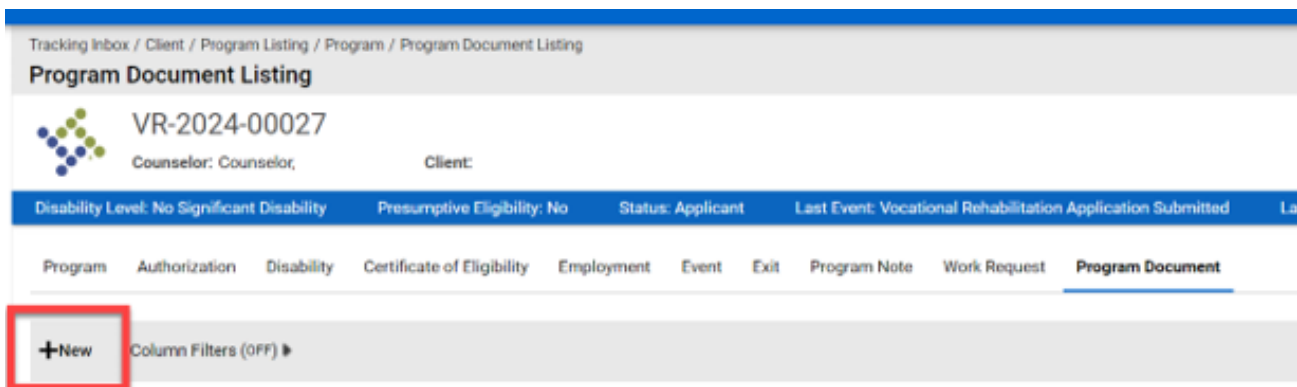 Tracking Inbox / Client / Program Listing / Program / Program Document Listing
Program Document Listing
VR-2024-00027
Counselor: Counselor, Client:
Disability Level: No Significant Disability Presumptive Eligibility: No Status: Applicant Last Event: Vocational Rehabilitation Application Submitted La
Program Authorization Disability Certificate of Eligibility Employment Event Exit Program Note Work Request Program Document
+New Column Filters (OFF)